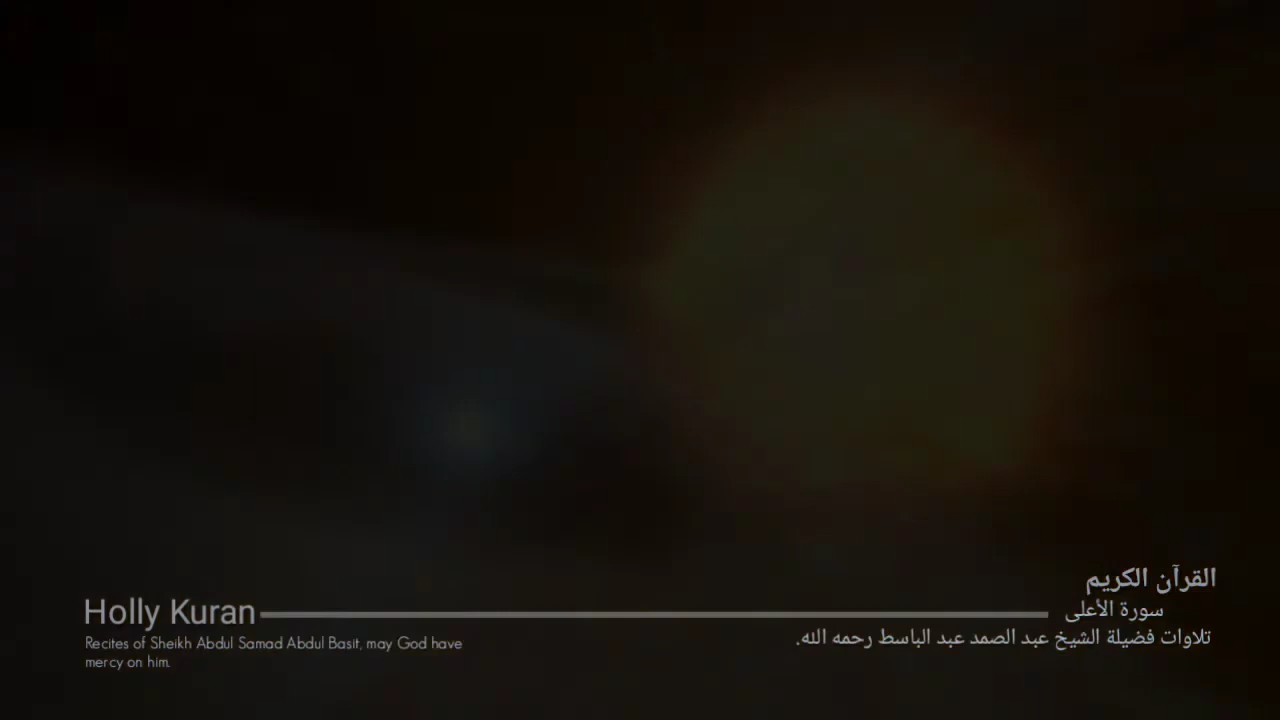 القرآن الكريم
Holly Kuran
سورة الأعلى
تلاوات فضيلة الشيخ عبد الصمد عبد الباسط رحمه الله.
Recites of Sheikh Abdul Samad Abdul Basit, may God have
mercy on him.